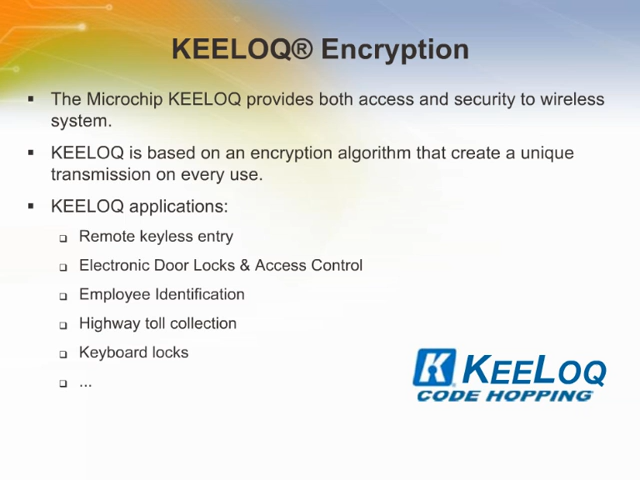 KEELOQ® Encryption
▪ The Microchip KEELOQ provides both access and security to wireless
system.
▪ KEELOQ is based on an encryption algorithm that create a unique
transmission on every use.
▪ KEELOQ applications:
❑ Remote keyless entry
❑ Electronic Door Locks & Access Control
❑ Employee Identification
❑ Highway toll collection
❑ Keyboard locks
❑ ...
K KEELOQ
CODE HOPPING